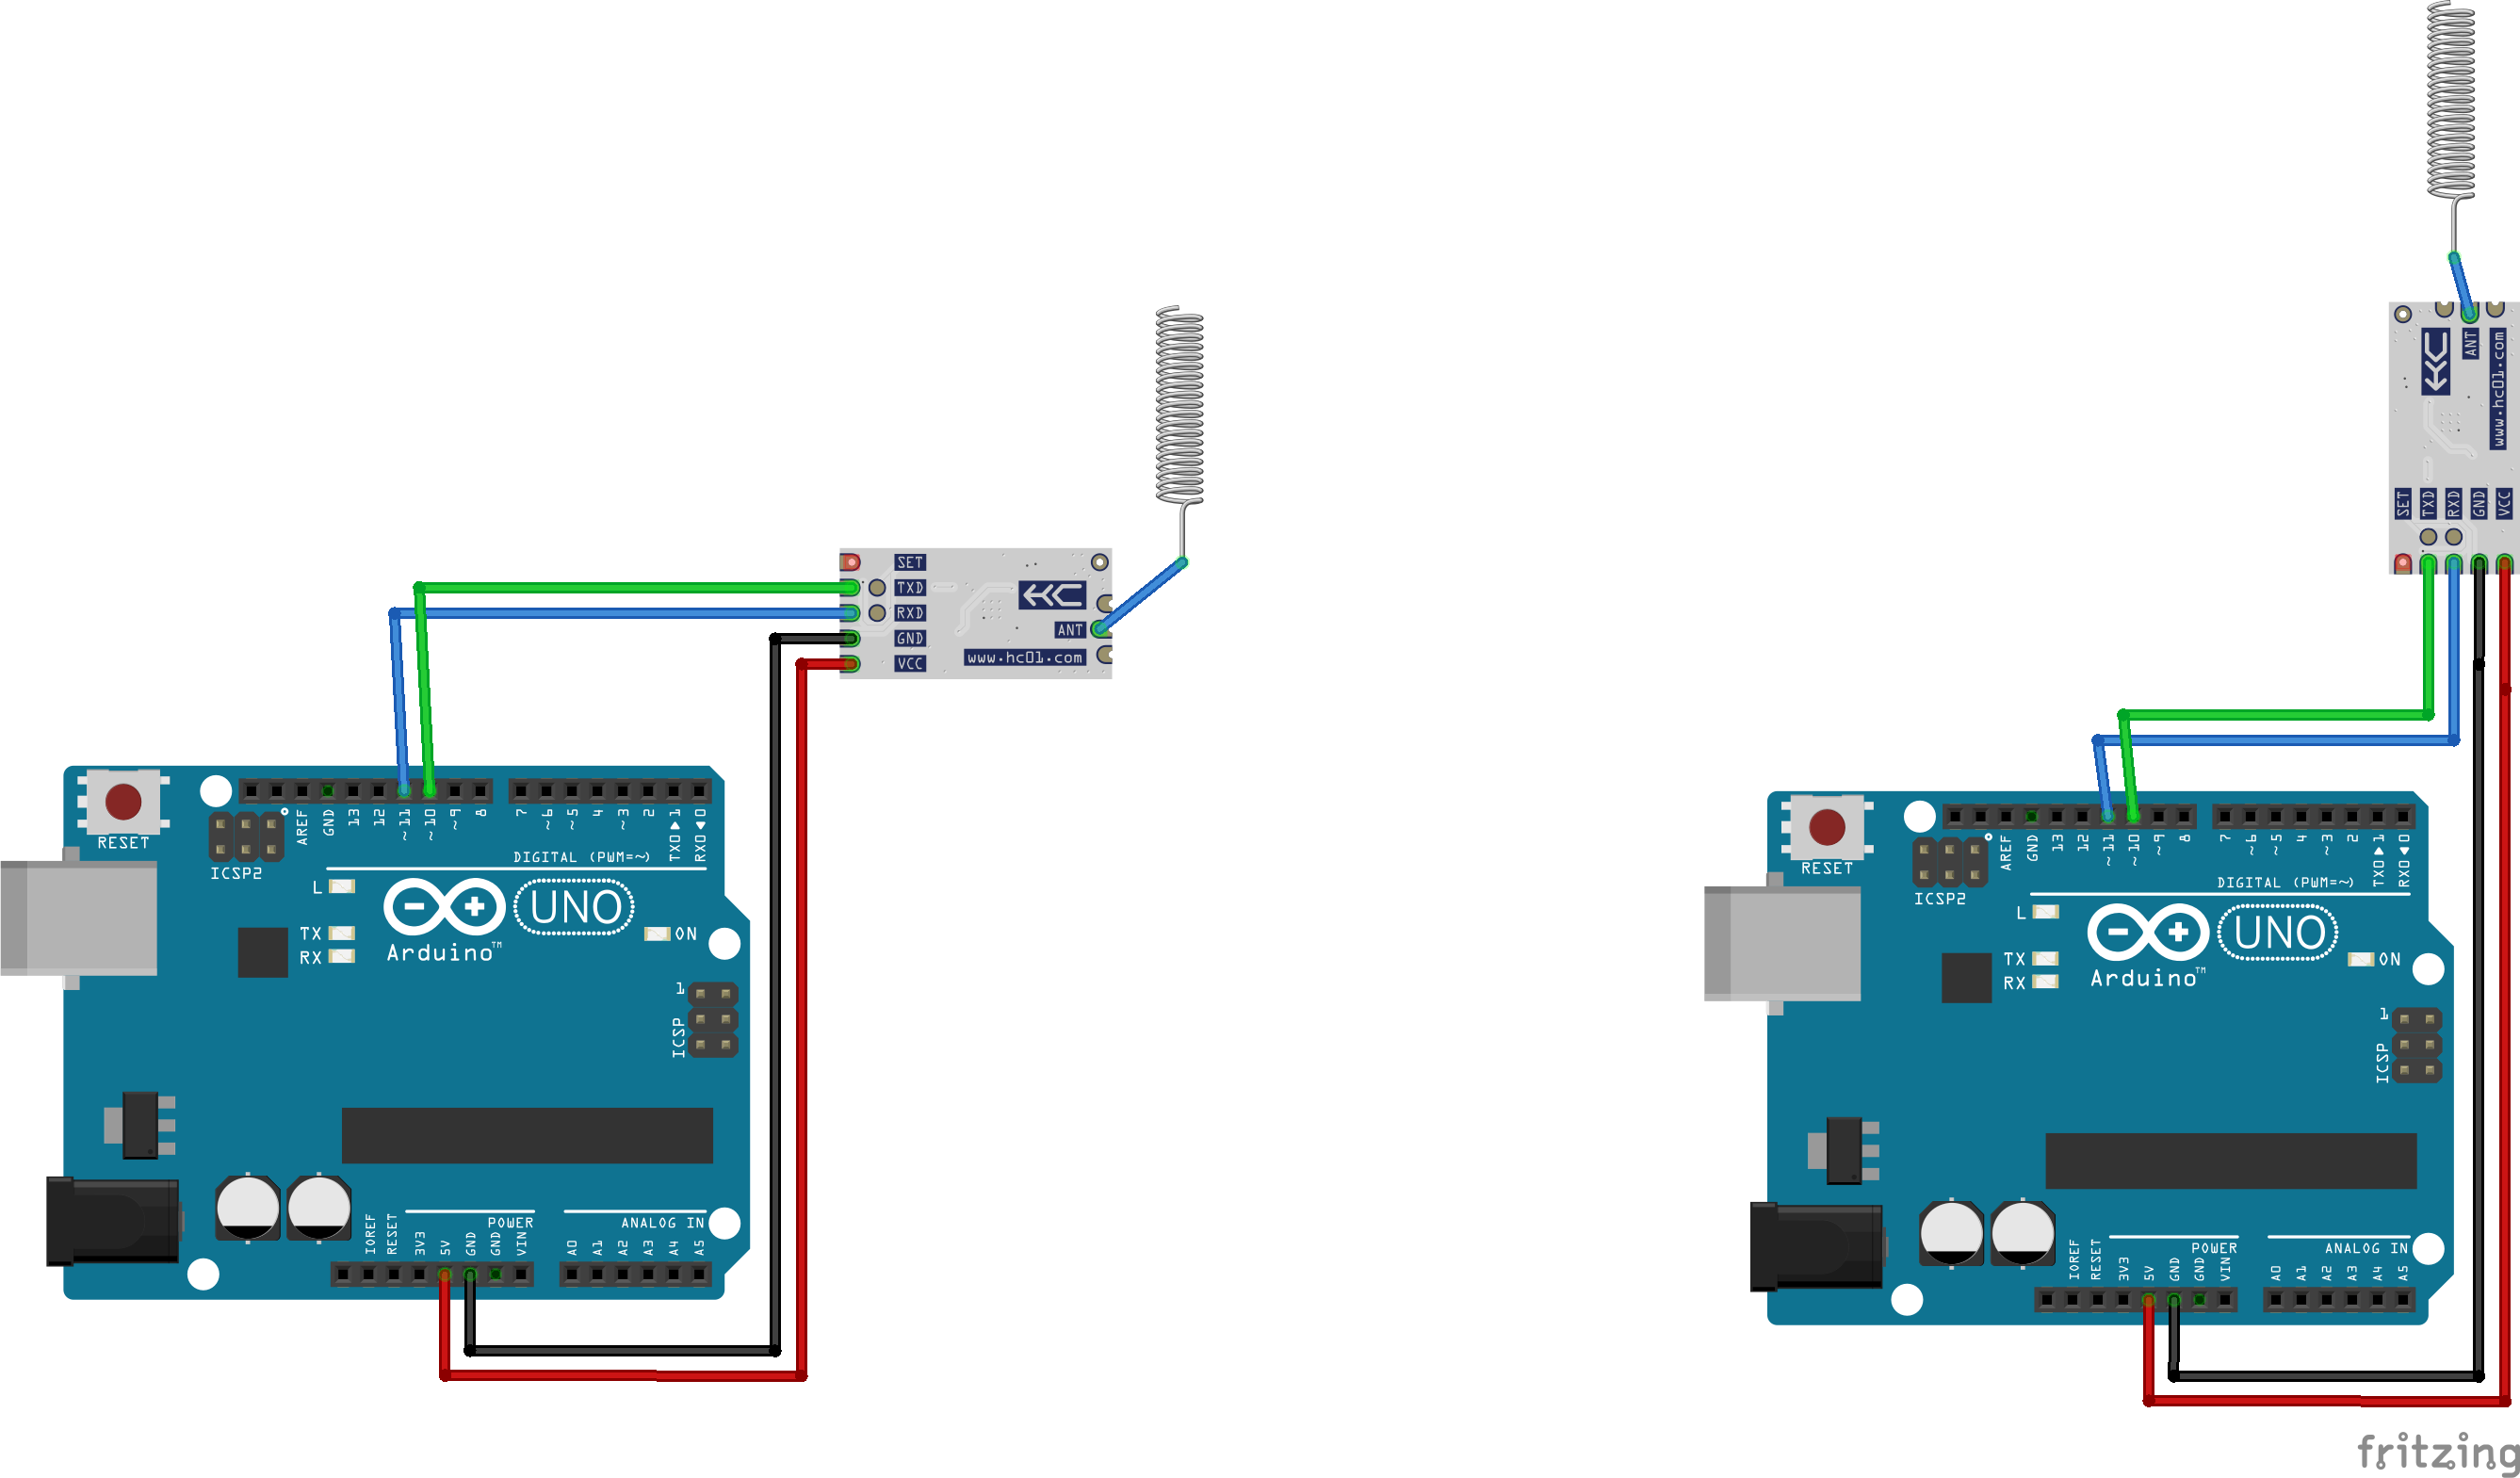 SET
TXD
RXD
GND
VCC
ANT
www.hc01.com
RESET
ICSP2
AREF
GND
13
12
~11
~10
~9
8
7
~6
~5
4
~3
2
TX0▶1
RX0◀0
DIGITAL (PWM=~)
L
TX
RX
UNO
Arduino™
ON
1
ICSP
IOREF
RESET
3V3
5V
GND
GND
VIN
POWER
ANALOG IN
A0
A1
A2
A3
A4
A5
ANT
www.hc01.com
SET
TXD
RXD
GND
VCC
RESET
ICSP2
AREF
GND
13
12
~11
~10
~9
8
7
~6
~5
4
~3
2
TX0▶1
RX0◀0
DIGITAL (PWM=~)
L
TX
RX
UNO
Arduino™
ON
1
ICSP
IOREF
RESET
3V3
5V
GND
GND
VIN
POWER
ANALOG IN
A0
A1
A2
A3
A4
A5
fritzing